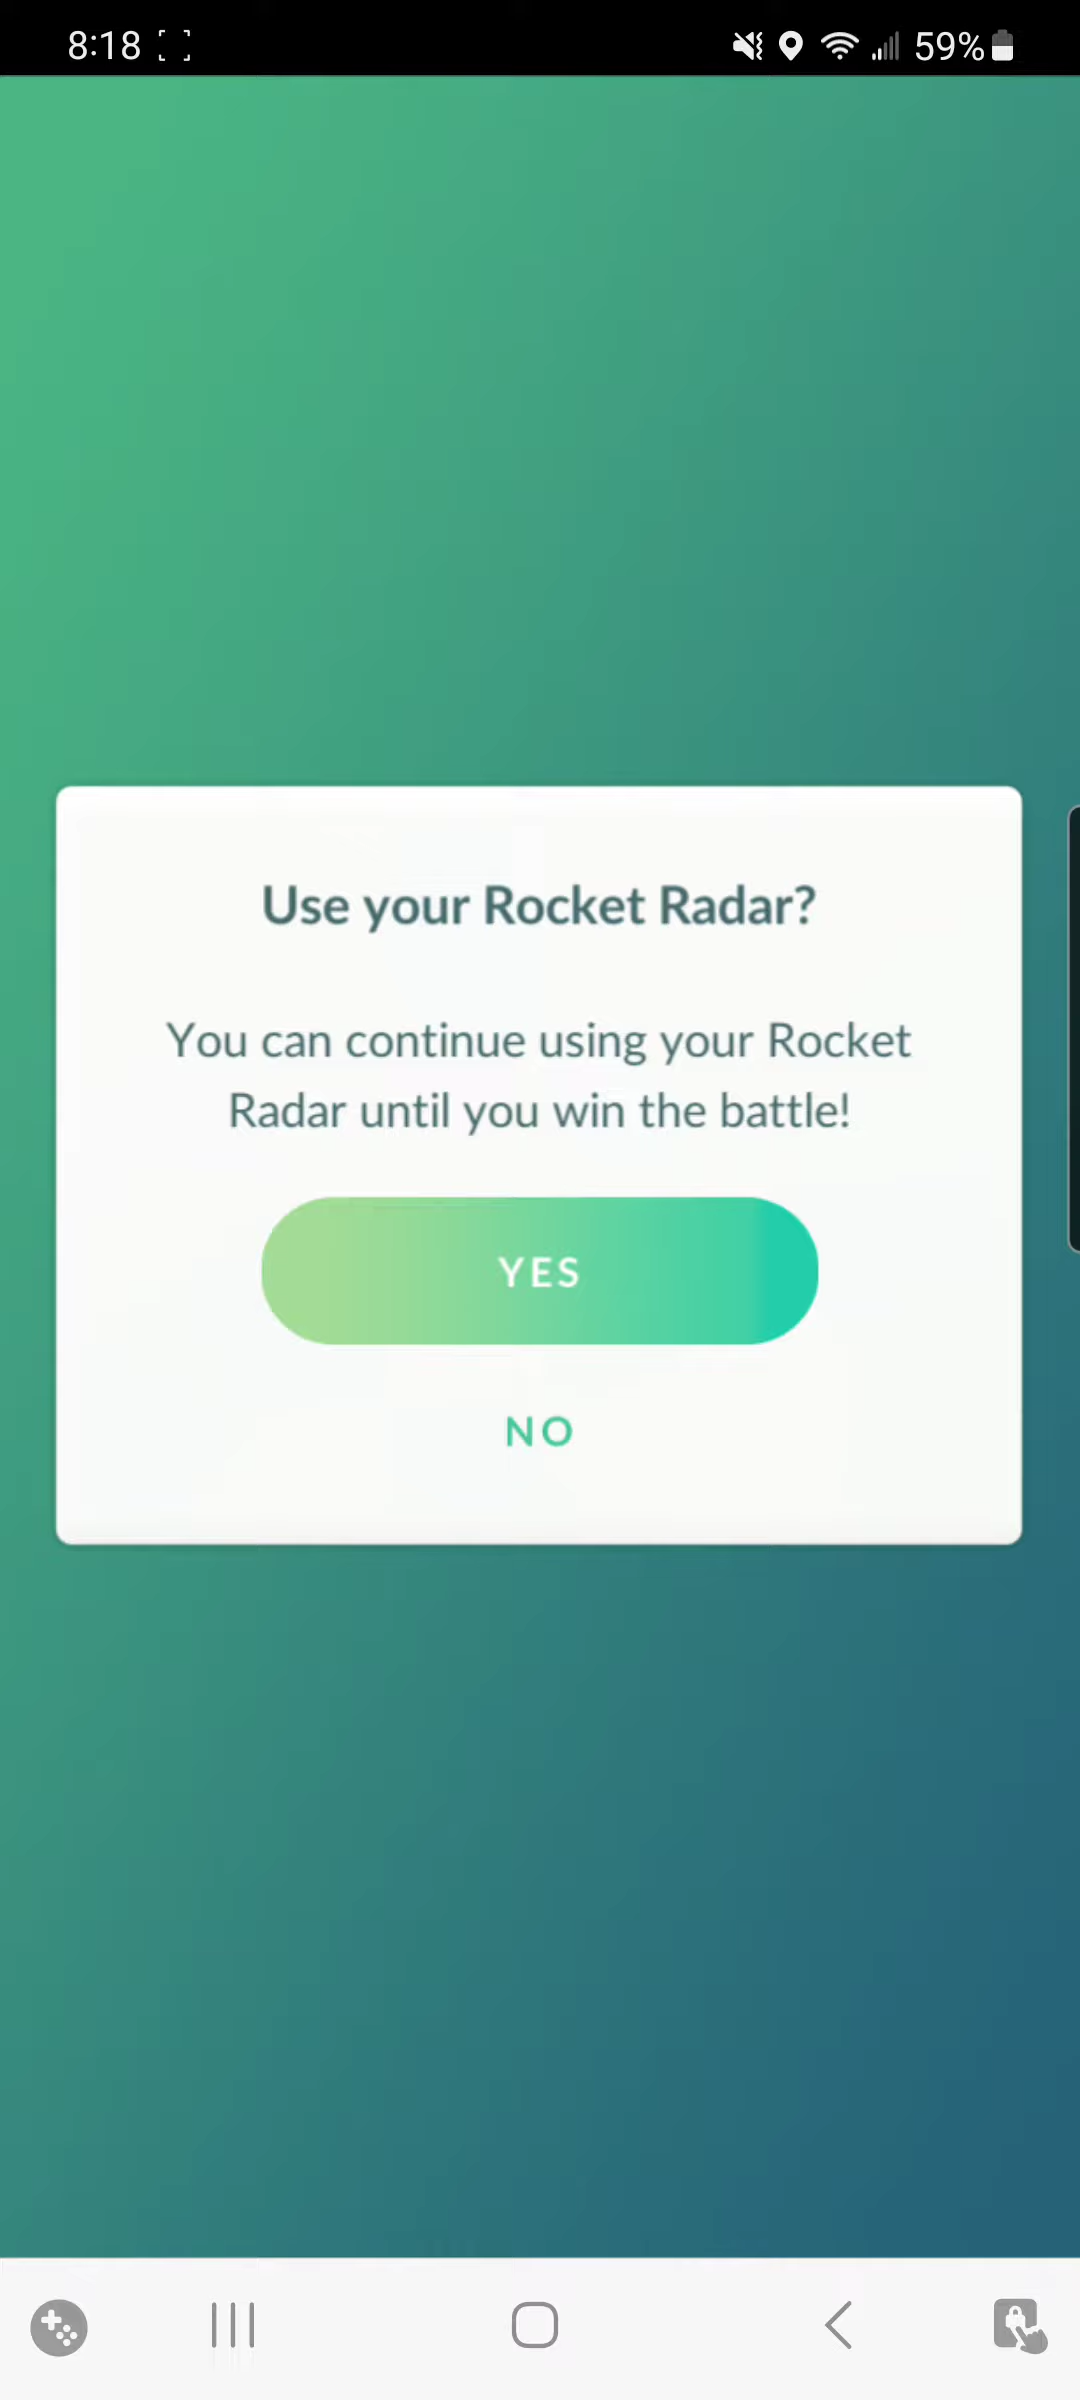 8:18 59%
Use your Rocket Radar?
You can continue using your Rocket
Radar until you win the battle!
YES
NO